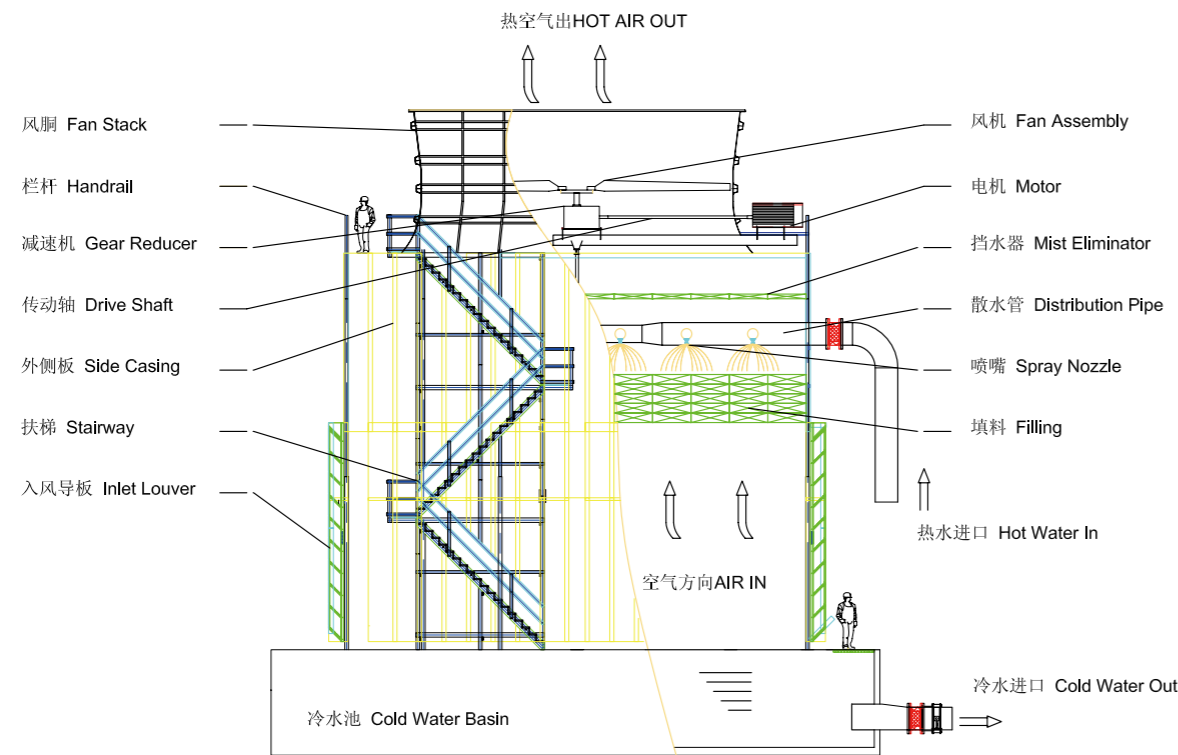 热空气出HOT AIR OUT
风胴 Fan Stack
栏杆 Handrail
减速机 Gear Reducer
传动轴 Drive Shaft
外侧板 Side Casing
扶梯 Stairway
入风导板 Inlet Louver
风机 Fan Assembly
电机 Motor
挡水器 Mist Eliminator
散水管 Distribution Pipe
喷嘴 Spray Nozzle
填料 Filling
热水进口 Hot Water In
空气方向AIR IN
冷水进口 Cold Water Out
冷水池 Cold Water Basin